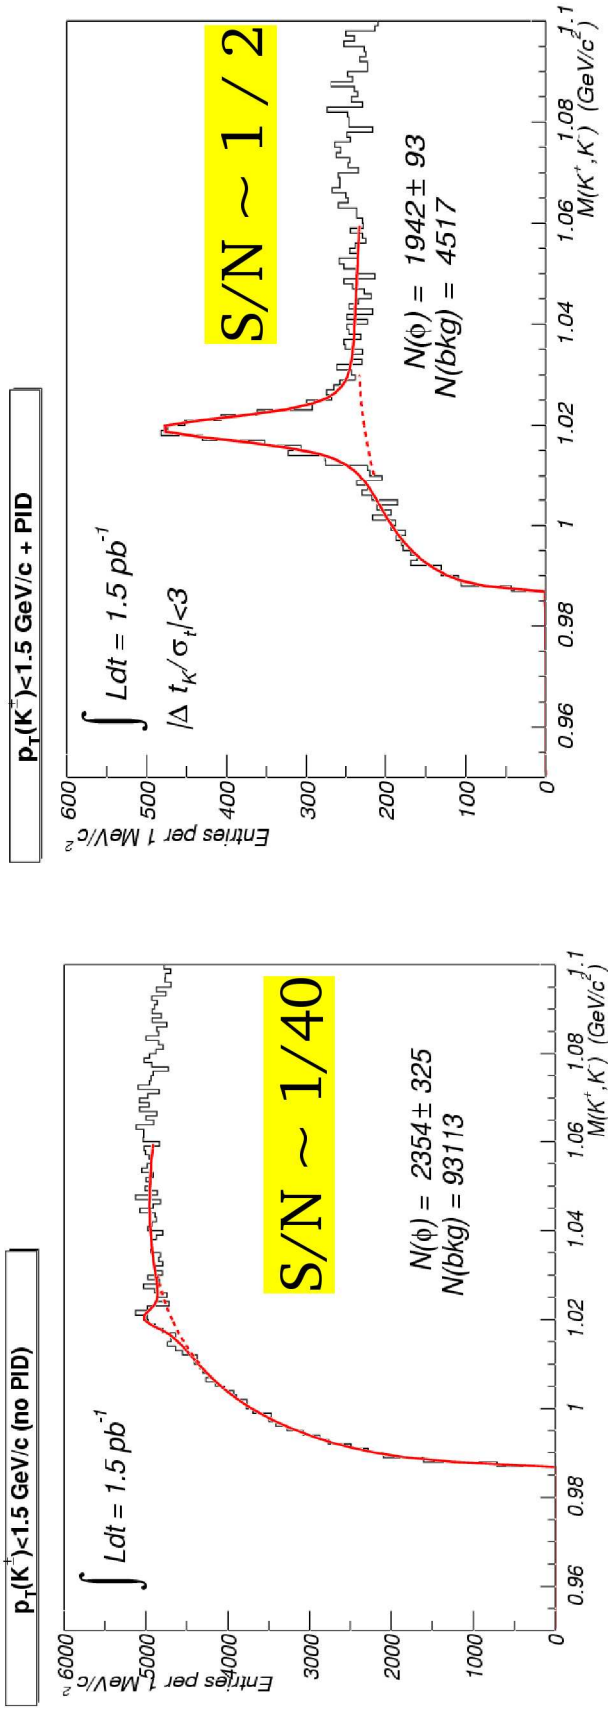 p_T(K^±)<1.5 GeV/c (no PID)
Entries per 1 MeV/c²
6000
5000
4000
3000
2000
1000
0
∫ Ldt = 1.5 pb⁻¹
S/N ~ 1/40
N(ϕ) = 2354 ± 325
N(bkg) = 93113
0.96 0.98 1 1.02 1.04 1.06 1.08 1.1
M(K⁺,K⁻) (GeV/c²)
p_T(K^±)<1.5 GeV/c + PID
Entries per 1 MeV/c²
600
500
400
300
200
100
0
∫ Ldt = 1.5 pb⁻¹
|Δ t_K/σ_t|<3
S/N ~ 1 / 2
N(ϕ) = 1942 ± 93
N(bkg) = 4517
0.96 0.98 1 1.02 1.04 1.06 1.08 1.1
M(K⁺,K⁻) (GeV/c²)